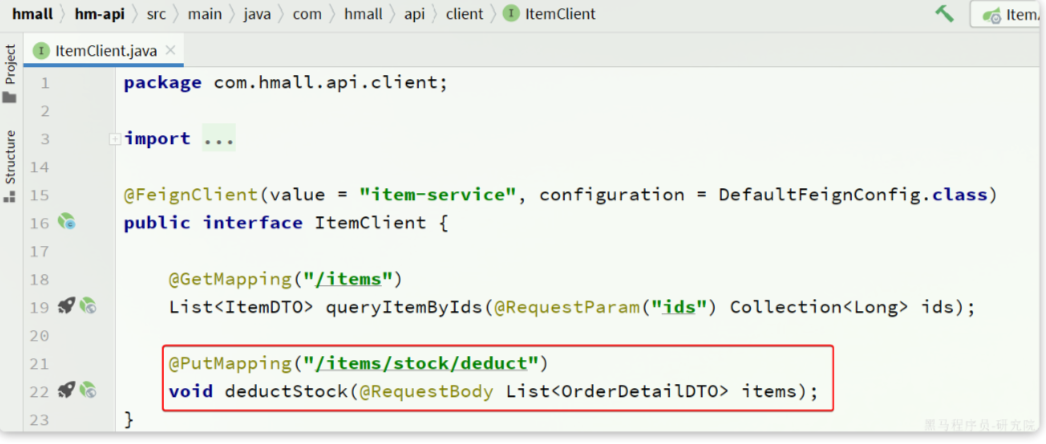 hmall 〉 hm-api 〉 src 〉 main 〉 java 〉 com 〉 hmall 〉 api 〉 client 〉 I ItemClient
ItemA
I ItemClient.java ×
Project
Structure
1 package com.hmall.api.client;
2
3 import ...
14
15 @FeignClient(value = "item-service", configuration = DefaultFeignConfig.class)
16 public interface ItemClient {
17
18 @GetMapping("/items")
19 List<ItemDTO> queryItemByIds(@RequestParam("ids") Collection<Long> ids);
20
21 @PutMapping("/items/stock/deduct")
22 void deductStock(@RequestBody List<OrderDetailDTO> items);
23 }
黑马程序员-研究院